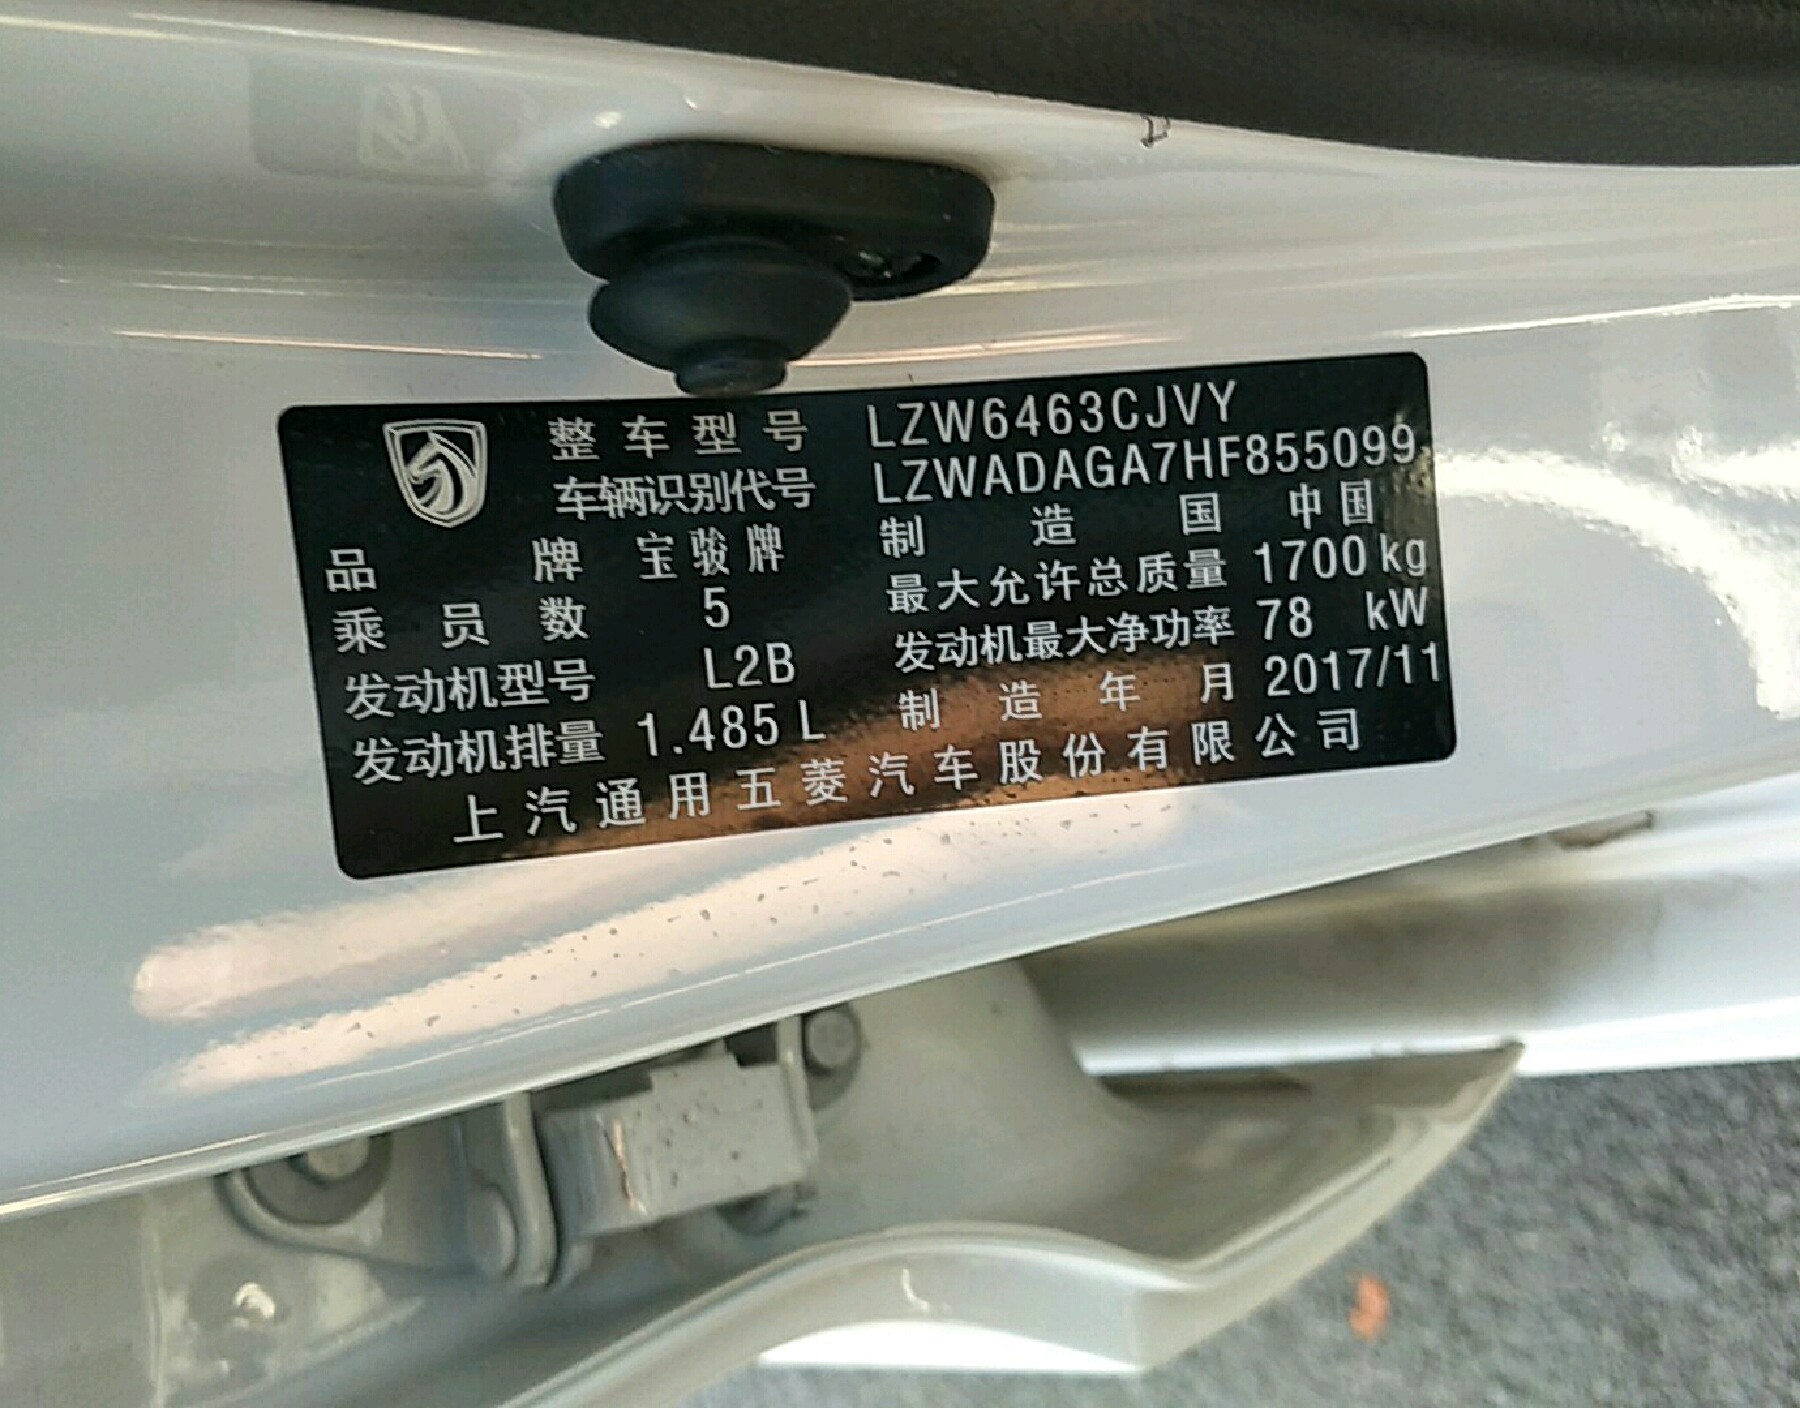 整车型号 LZW6463CJVY
车辆识别代号 LZWADAGA7HF855099
品牌 宝骏牌 制造国 中国
乘员数 5 最大允许总质量 1700 kg
发动机型号 L2B 发动机最大净功率 78 kW
发动机排量 1.485 L 制造年月 2017/11
上汽通用五菱汽车股份有限公司